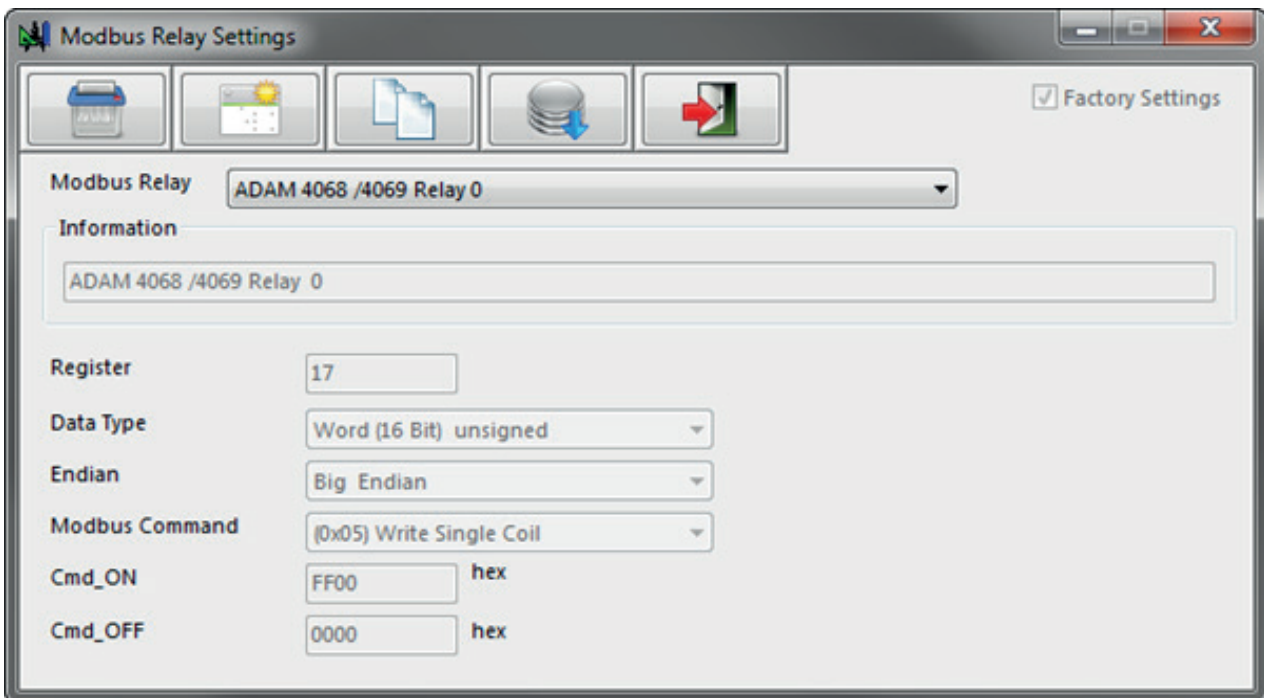 Modbus Relay Settings
Factory Settings
Modbus Relay ADAM 4068 /4069 Relay 0
Information
ADAM 4068 /4069 Relay  0
Register 17
Data Type Word (16 Bit)  unsigned
Endian Big  Endian
Modbus Command (0x05) Write Single Coil
Cmd_ON FF00 hex
Cmd_OFF 0000 hex